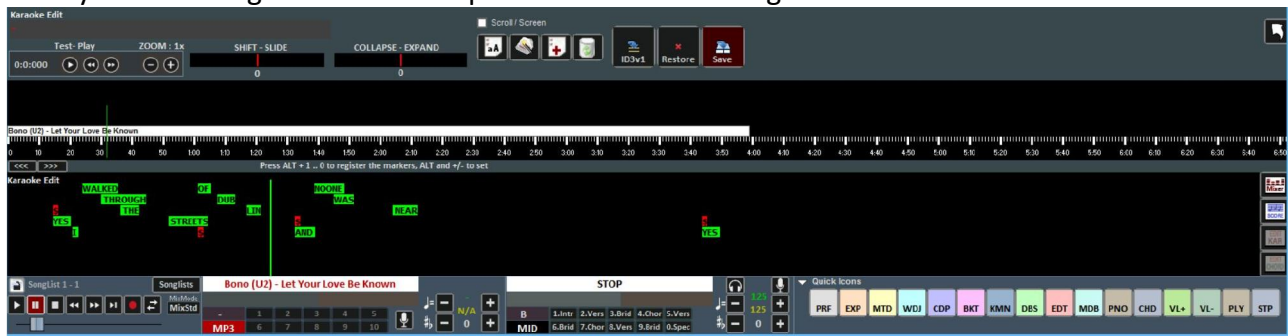 Karaoke Edit
Scroll / Screen
Test- Play ZOOM : 1x SHIFT - SLIDE COLLAPSE - EXPAND
aA
0:0:000 0 0 ID3v1 Restore Save
Bono (U2) - Let Your Love Be Known
0 10 20 30 40 50 1:00 1:10 1:20 1:30 1:40 1:50 2:00 2:10 2:20 2:30 2:40 2:50 3:00 3:10 3:20 3:30 3:40 3:50 4:00 4:10 4:20 4:30 4:40 4:50 5:00 5:10 5:20 5:30 5:40 5:50 6:00 6:10 6:20 6:30 6:40 6:50
<<< >>> Press ALT + 1 .. 0 to register the markers, ALT and +/- to set
Karaoke Edit
WALKED OF NOONE
THROUGH DUB WAS
THE LIN NEAR
YES STREETS YES
I AND
Mixer
SCORE
SongList 1 - 1 Songlists Bono (U2) - Let Your Love Be Known STOP Quick Icons
MixMode
MixStd
- 1 2 3 4 5 N/A B 1.Intr 2.Vers 3.Brid 4.Chor 5.Vers 125
MP3 6 7 8 9 10 0 MID 6.Brid 7.Chor 8.Vers 9.Brid 0.Spec 125 0
PRF EXP MTD WDJ CDP BKT KMN DBS EDT MDB PNO CHD VL+ VL- PLY STP